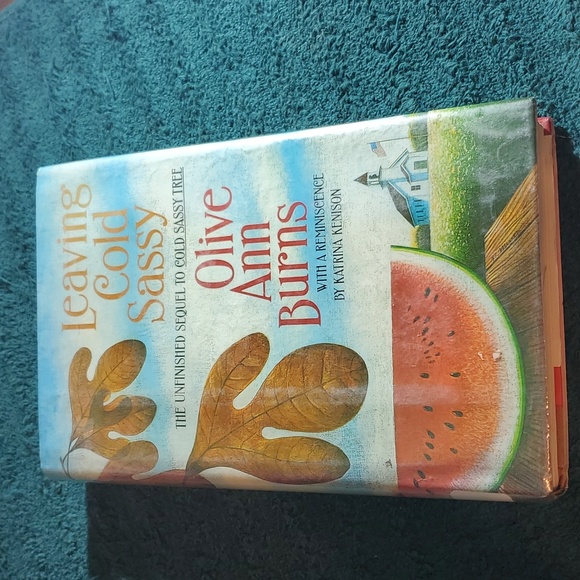 Leaving
Cold
Sassy
THE UNFINISHED SEQUEL TO COLD SASSY TREE
Olive
Ann
Burns
WITH A REMINISCENCE
BY KATRINA KENISON